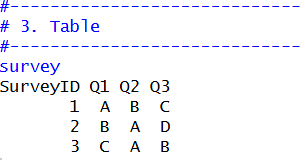 #------------------------------
# 3. Table
#------------------------------
survey
SurveyID Q1 Q2 Q3
1 A B C
2 B A D
3 C A B